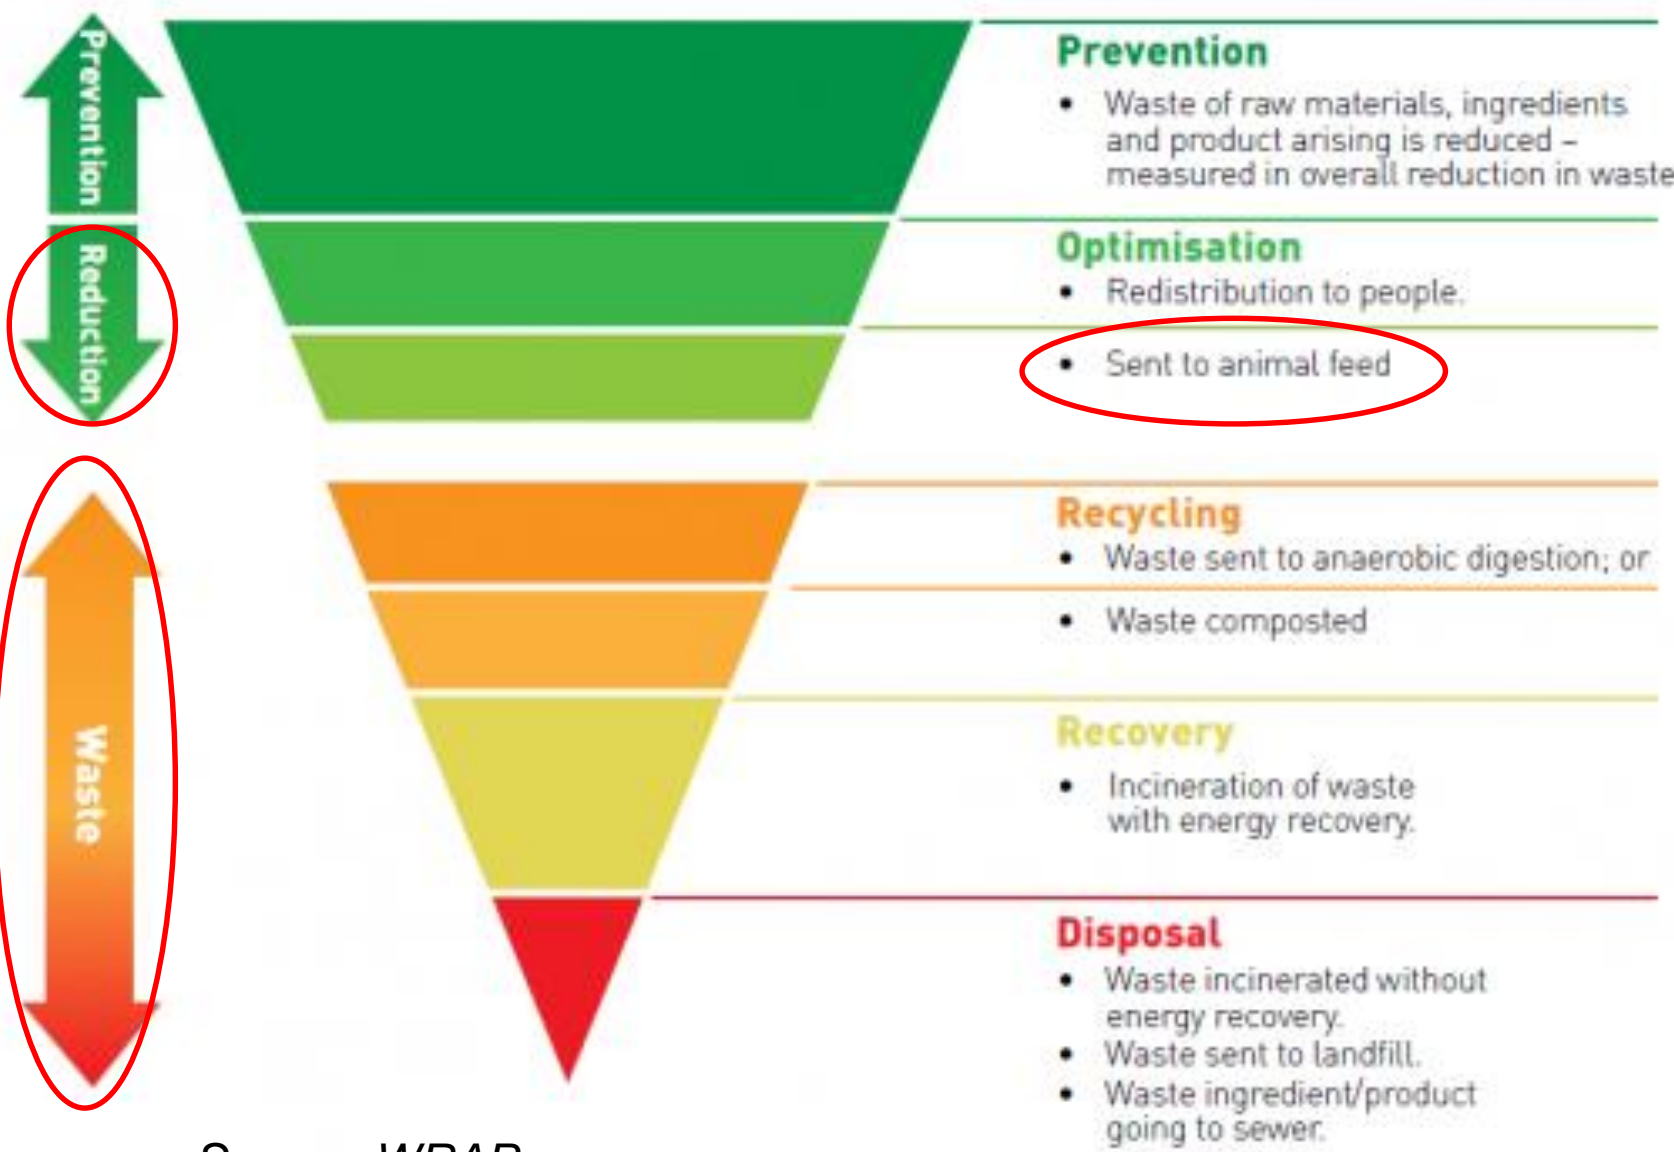 Prevention
Reduction
Waste
Prevention
• Waste of raw materials, ingredients
and product arising is reduced –
measured in overall reduction in waste
Optimisation
• Redistribution to people.
• Sent to animal feed
Recycling
• Waste sent to anaerobic digestion; or
• Waste composted
Recovery
• Incineration of waste
with energy recovery.
Disposal
• Waste incinerated without
energy recovery.
• Waste sent to landfill.
• Waste ingredient/product
going to sewer.
WRAP